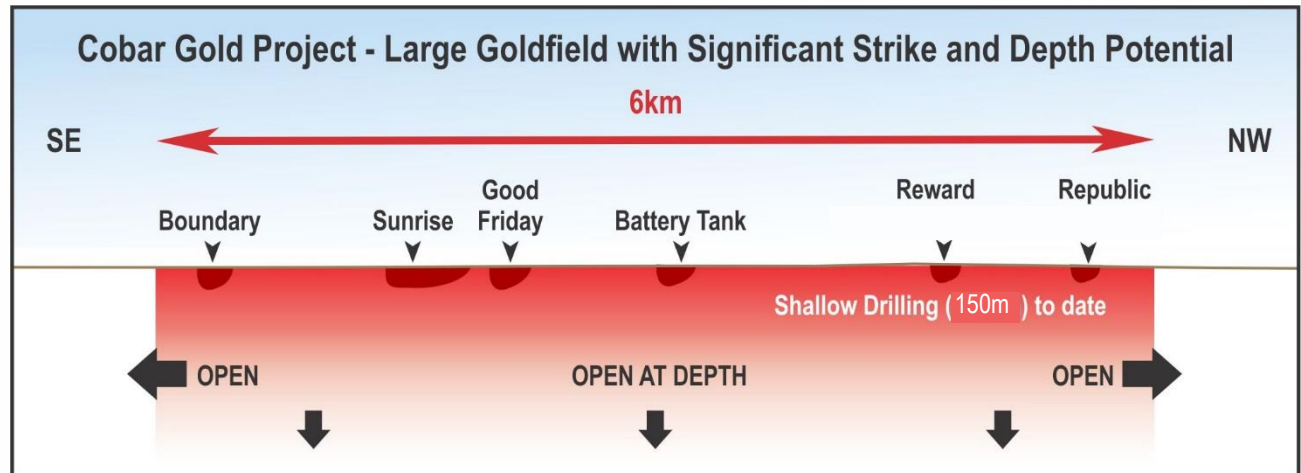 Cobar Gold Project - Large Goldfield with Significant Strike and Depth Potential
6km
SE
NW
Boundary
Sunrise
Good
Friday
Battery Tank
Reward
Republic
Shallow Drilling (150m ) to date
OPEN
OPEN AT DEPTH
OPEN